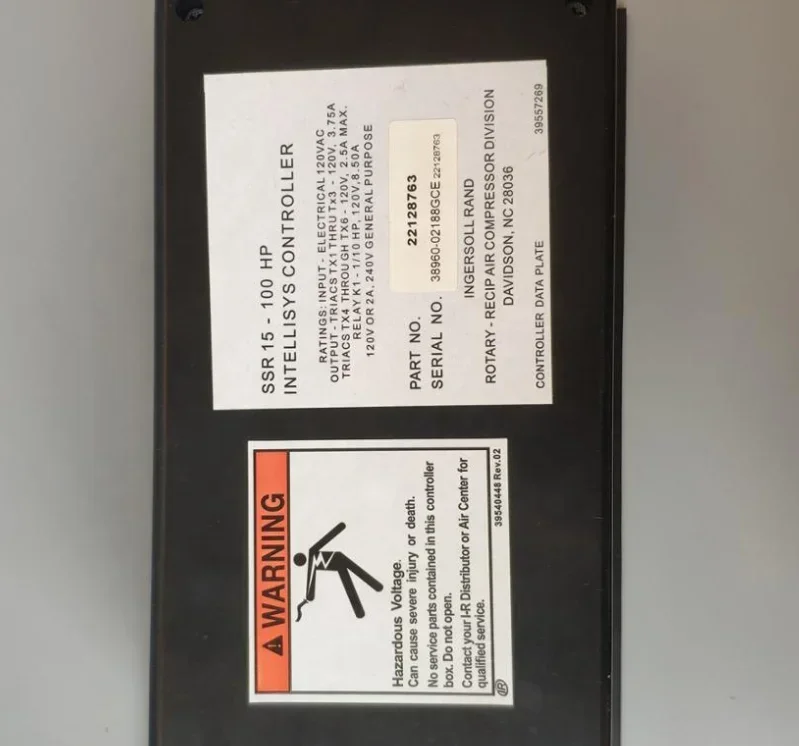 SSR 15 - 100 HP
INTELLISYS CONTROLLER
RATINGS: INPUT - ELECTRICAL 120VAC
OUTPUT - TRIACS TX1 THRU Tx3 - 120V, 3.75A
TRIACS TX4 THROUGH TX6 - 120V, 2.5A MAX.
RELAY K1 - 1/10 HP, 120V,8.50A
120V OR 2A, 240V GENERAL PURPOSE
PART NO. 22128763
SERIAL NO. 38960-02188GCE 22128763
INGERSOLL RAND
ROTARY - RECIP AIR COMPRESSOR DIVISION
DAVIDSON, NC 28036
CONTROLLER DATA PLATE 39557269
WARNING
Hazardous Voltage.
Can cause severe injury or death.
No service parts contained in this controller
box. Do not open.
Contact your I-R Distributor or Air Center for
qualified service.
39540448 Rev.02
IR